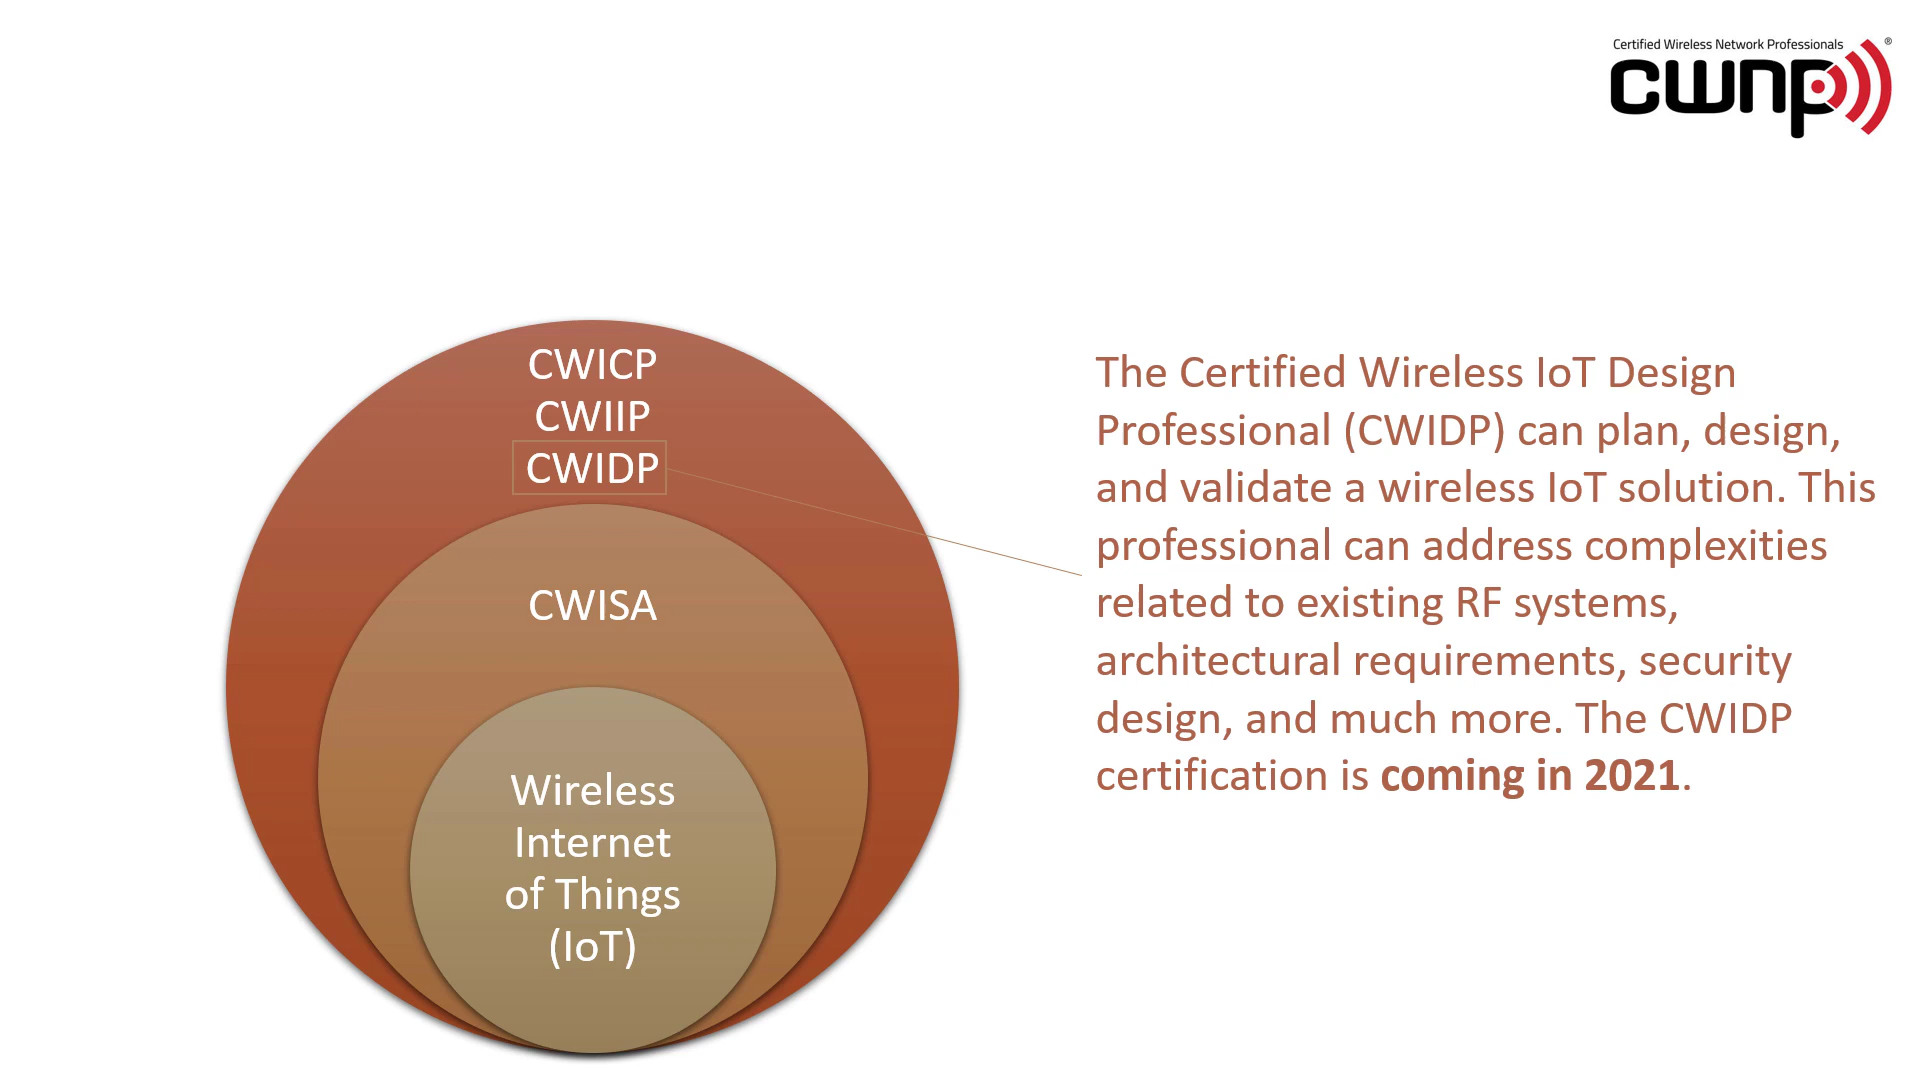 Certified Wireless Network Professionals
cwnp
®
CWICP
CWIIP
CWIDP
CWISA
Wireless
Internet
of Things
(IoT)
The Certified Wireless IoT Design
Professional (CWIDP) can plan, design,
and validate a wireless IoT solution. This
professional can address complexities
related to existing RF systems,
architectural requirements, security
design, and much more. The CWIDP
certification is coming in 2021.